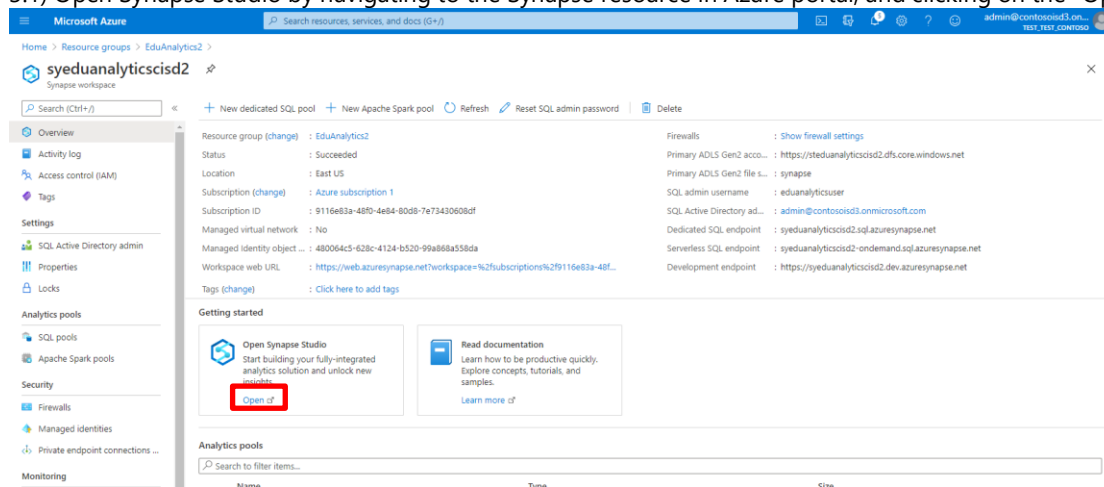 3.1) Open Synapse Studio by navigating to the Synapse resource in Azure portal, and clicking on the "Op
Microsoft Azure
Search resources, services, and docs (G+/)
admin@contosoisd3.on...
TEST_TEST_CONTOSO
Home > Resource groups > EduAnalytics2 >
syeduanalyticscisd2
Synapse workspace
Search (Ctrl+/)
«
+ New dedicated SQL pool + New Apache Spark pool Refresh Reset SQL admin password Delete
Overview
Activity log
Access control (IAM)
Tags
Settings
SQL Active Directory admin
Properties
Locks
Analytics pools
SQL pools
Apache Spark pools
Security
Firewalls
Managed identities
Private endpoint connections ...
Monitoring
Resource group (change) : EduAnalytics2
Status : Succeeded
Location : East US
Subscription (change) : Azure subscription 1
Subscription ID : 9116e83a-48f0-4e84-80d8-7e73430608df
Managed virtual network : No
Managed Identity object ... : 480064c5-628c-4124-b520-99a868a558da
Workspace web URL : https://web.azuresynapse.net?workspace=%2fsubscriptions%2f9116e83a-48f...
Tags (change) : Click here to add tags
Firewalls : Show firewall settings
Primary ADLS Gen2 acco... : https://steduanalyticscisd2.dfs.core.windows.net
Primary ADLS Gen2 file s... : synapse
SQL admin username : eduanalyticsuser
SQL Active Directory ad... : admin@contosoisd3.onmicrosoft.com
Dedicated SQL endpoint : syeduanalyticscisd2.sql.azuresynapse.net
Serverless SQL endpoint : syeduanalyticscisd2-ondemand.sql.azuresynapse.net
Development endpoint : https://syeduanalyticscisd2.dev.azuresynapse.net
Getting started
Open Synapse Studio
Start building your fully-integrated
analytics solution and unlock new
insights.
Open
Read documentation
Learn how to be productive quickly.
Explore concepts, tutorials, and
samples.
Learn more
Analytics pools
Search to filter items...
Name Type Size